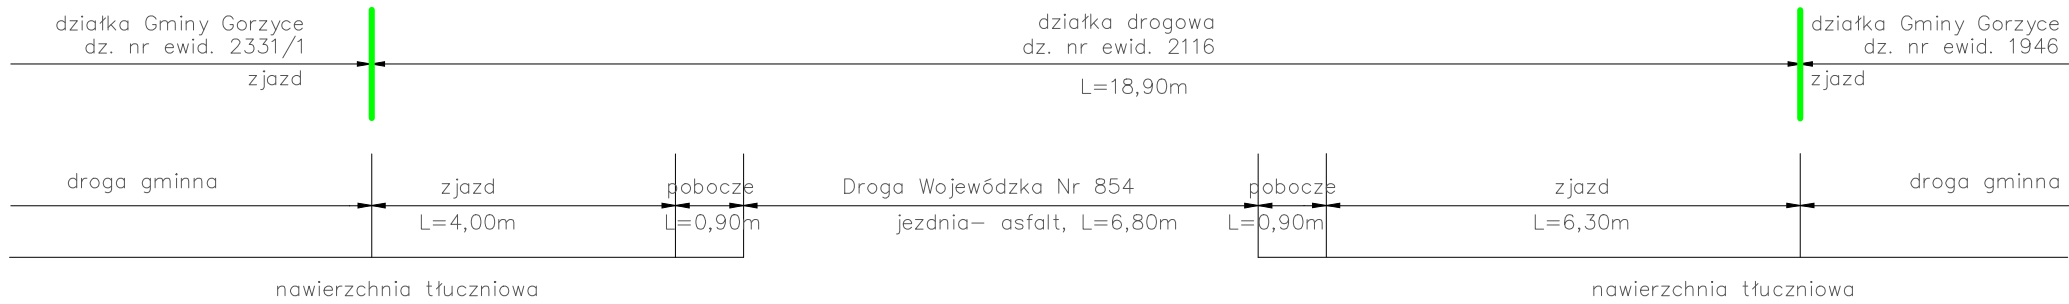 działka Gminy Gorzyce
dz. nr ewid. 2331/1
zjazd
działka drogowa
dz. nr ewid. 2116
L=18,90m
działka Gminy Gorzyce
dz. nr ewid. 1946
zjazd
droga gminna
zjazd
L=4,00m
pobocze
L=0,90m
Droga Wojewódzka Nr 854
jezdnia- asfalt, L=6,80m
pobocze
L=0,90m
zjazd
L=6,30m
droga gminna
nawierzchnia tłuczniowa
nawierzchnia tłuczniowa